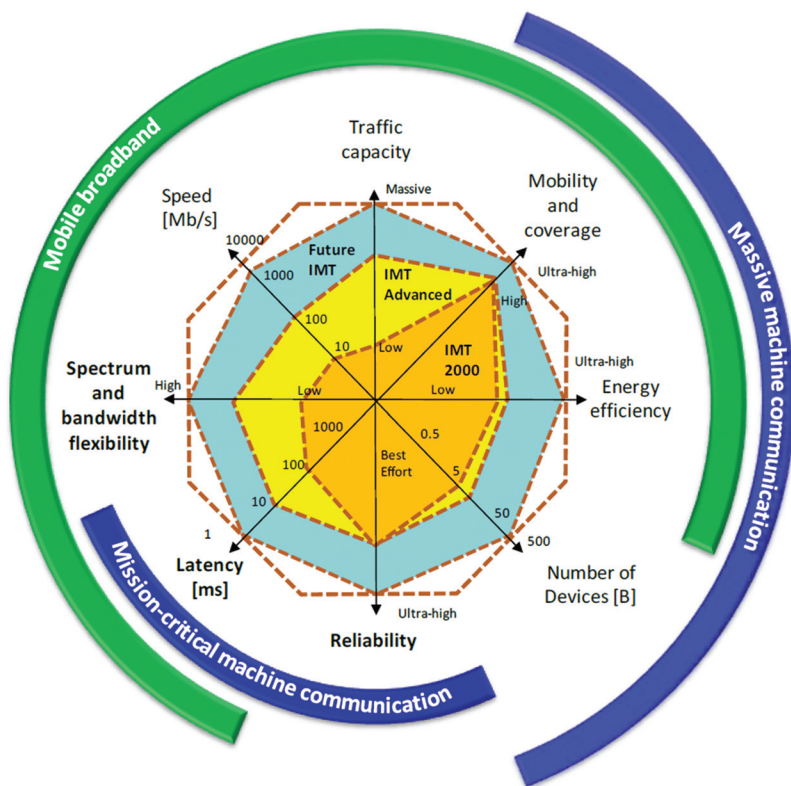 Mobile broadband
Massive machine communication
Mission-critical machine communication
Traffic
capacity
Massive
Mobility
and
coverage
Ultra-high
High
Speed
[Mb/s]
10000
1000
100
10
Future
IMT
IMT
Advanced
IMT
2000
Low
Ultra-high
Low
Energy
efficiency
Spectrum
and
bandwidth
flexibility
High
Low
1000
100
10
1
Latency
[ms]
Best
Effort
Ultra-high
Reliability
0.5
5
50
500
Number of
Devices [B]